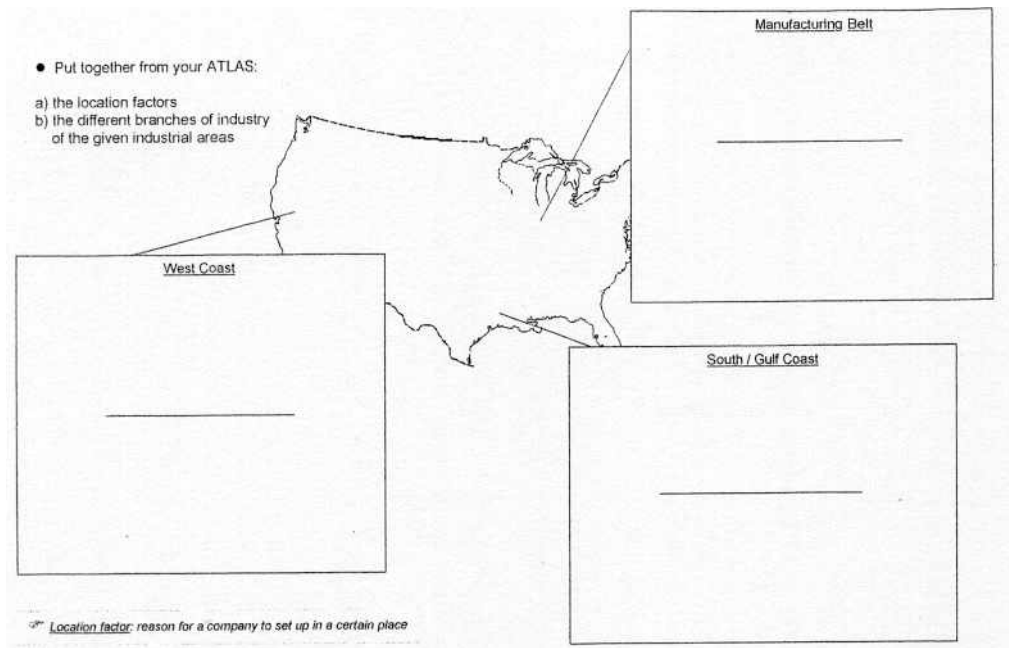 ● Put together from your ATLAS:
a) the location factors
b) the different branches of industry
of the given industrial areas
Manufacturing Belt
West Coast
South / Gulf Coast
☞ Location factor: reason for a company to set up in a certain place